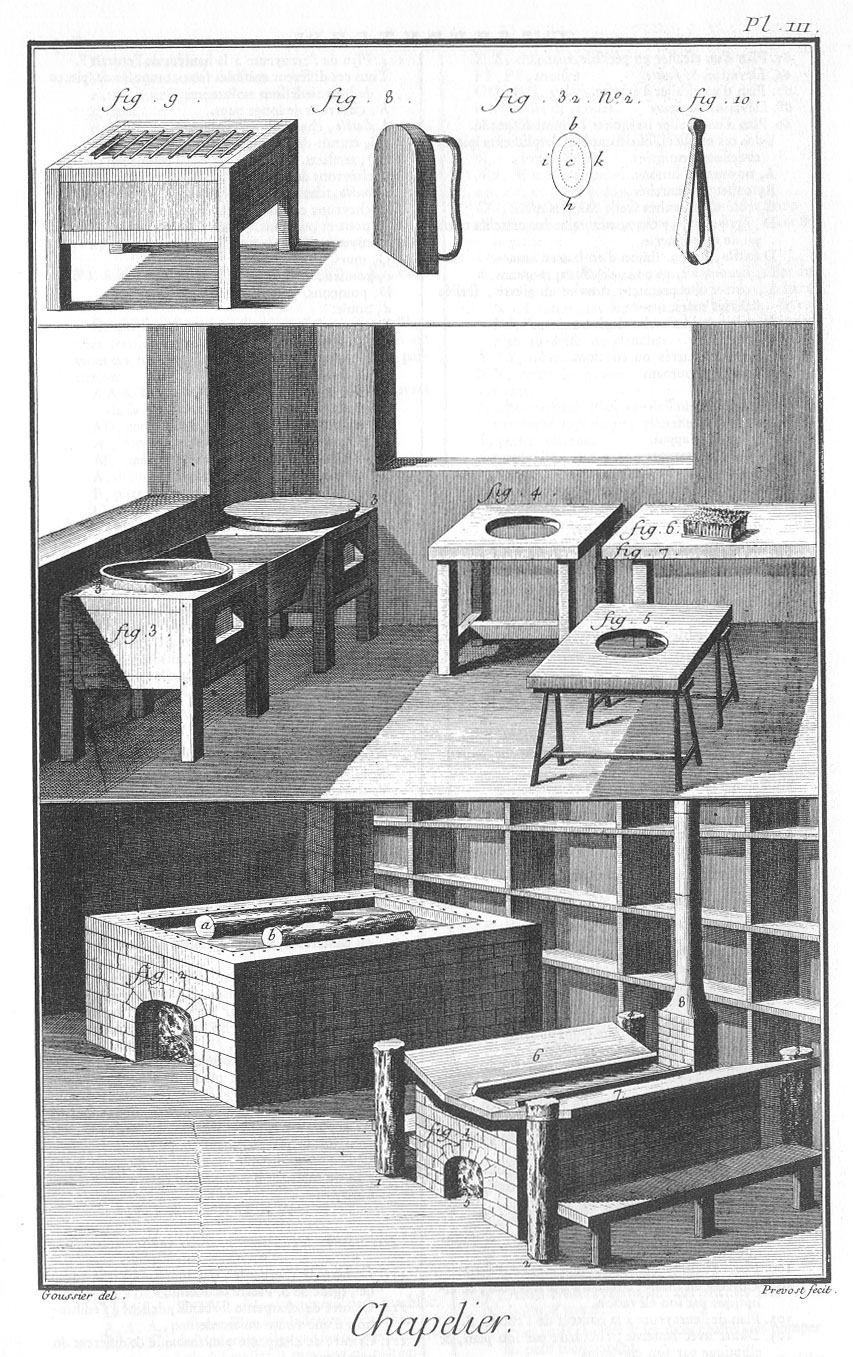 Pl. III.
fig. 9. fig. 8. fig. 32. N.º 2. fig. 10.
b
i c k
h
3
fig. 4.
fig. 6.
fig. 7.
3
fig. 3.
fig. 5.
a
b
fig. 2.
8
6
7
fig. 1.
1
5
2
Goussier del. Prevost fecit.
Chapelier.